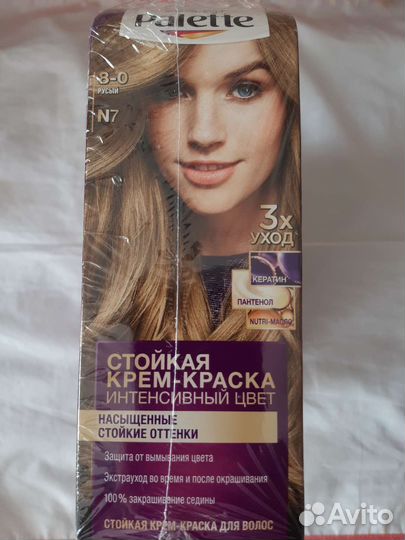 Palette
8-0
РУСЫЙ
N7
3x
УХОД
КЕРАТИН
ПАНТЕНОЛ
NUTRI-МАСЛО
СТОЙКАЯ
КРЕМ-КРАСКА
ИНТЕНСИВНЫЙ ЦВЕТ
НАСЫЩЕННЫЕ
СТОЙКИЕ ОТТЕНКИ
Защита от вымывания цвета
Экстрауход во время и после окрашивания
100% закрашивание седины
СТОЙКАЯ КРЕМ-КРАСКА ДЛЯ ВОЛОС
Avito